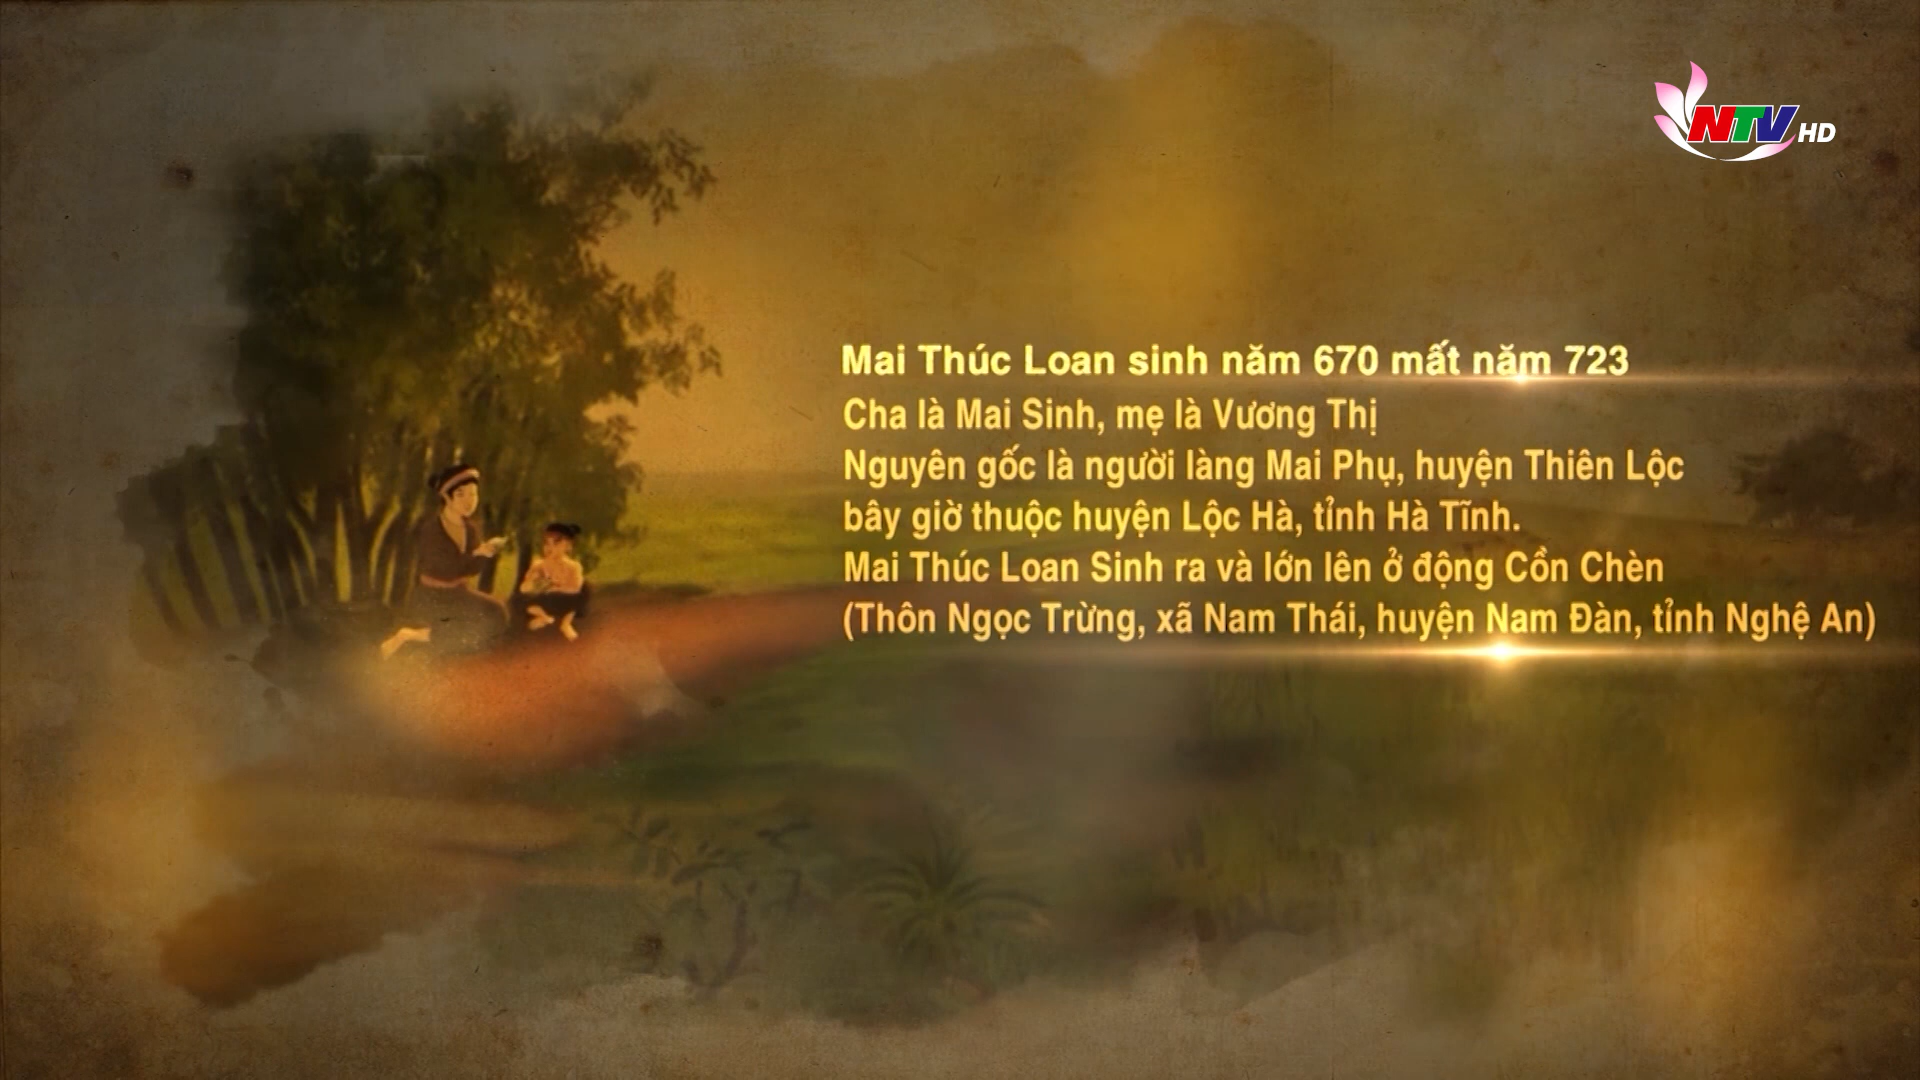 NTV HD
Mai Thúc Loan sinh năm 670 mất năm 723
Cha là Mai Sinh, mẹ là Vương Thị
Nguyên gốc là người làng Mai Phụ, huyện Thiên Lộc
bây giờ thuộc huyện Lộc Hà, tỉnh Hà Tĩnh.
Mai Thúc Loan Sinh ra và lớn lên ở động Cồn Chèn
(Thôn Ngọc Trừng, xã Nam Thái, huyện Nam Đàn, tỉnh Nghệ An)